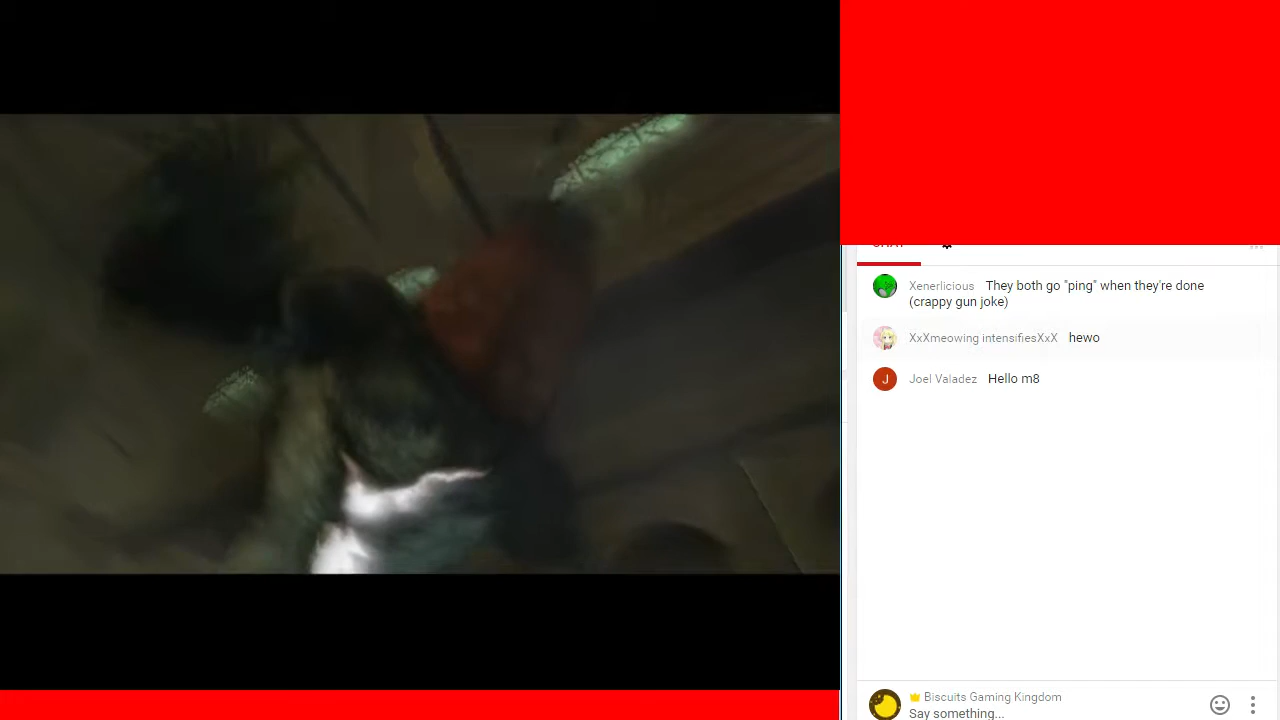 CHAT
Xenerlicious They both go "ping" when they're done
(crappy gun joke)
XxXmeowing intensifiesXxX hewo
J Joel Valadez Hello m8
Biscuits Gaming Kingdom
Say something...